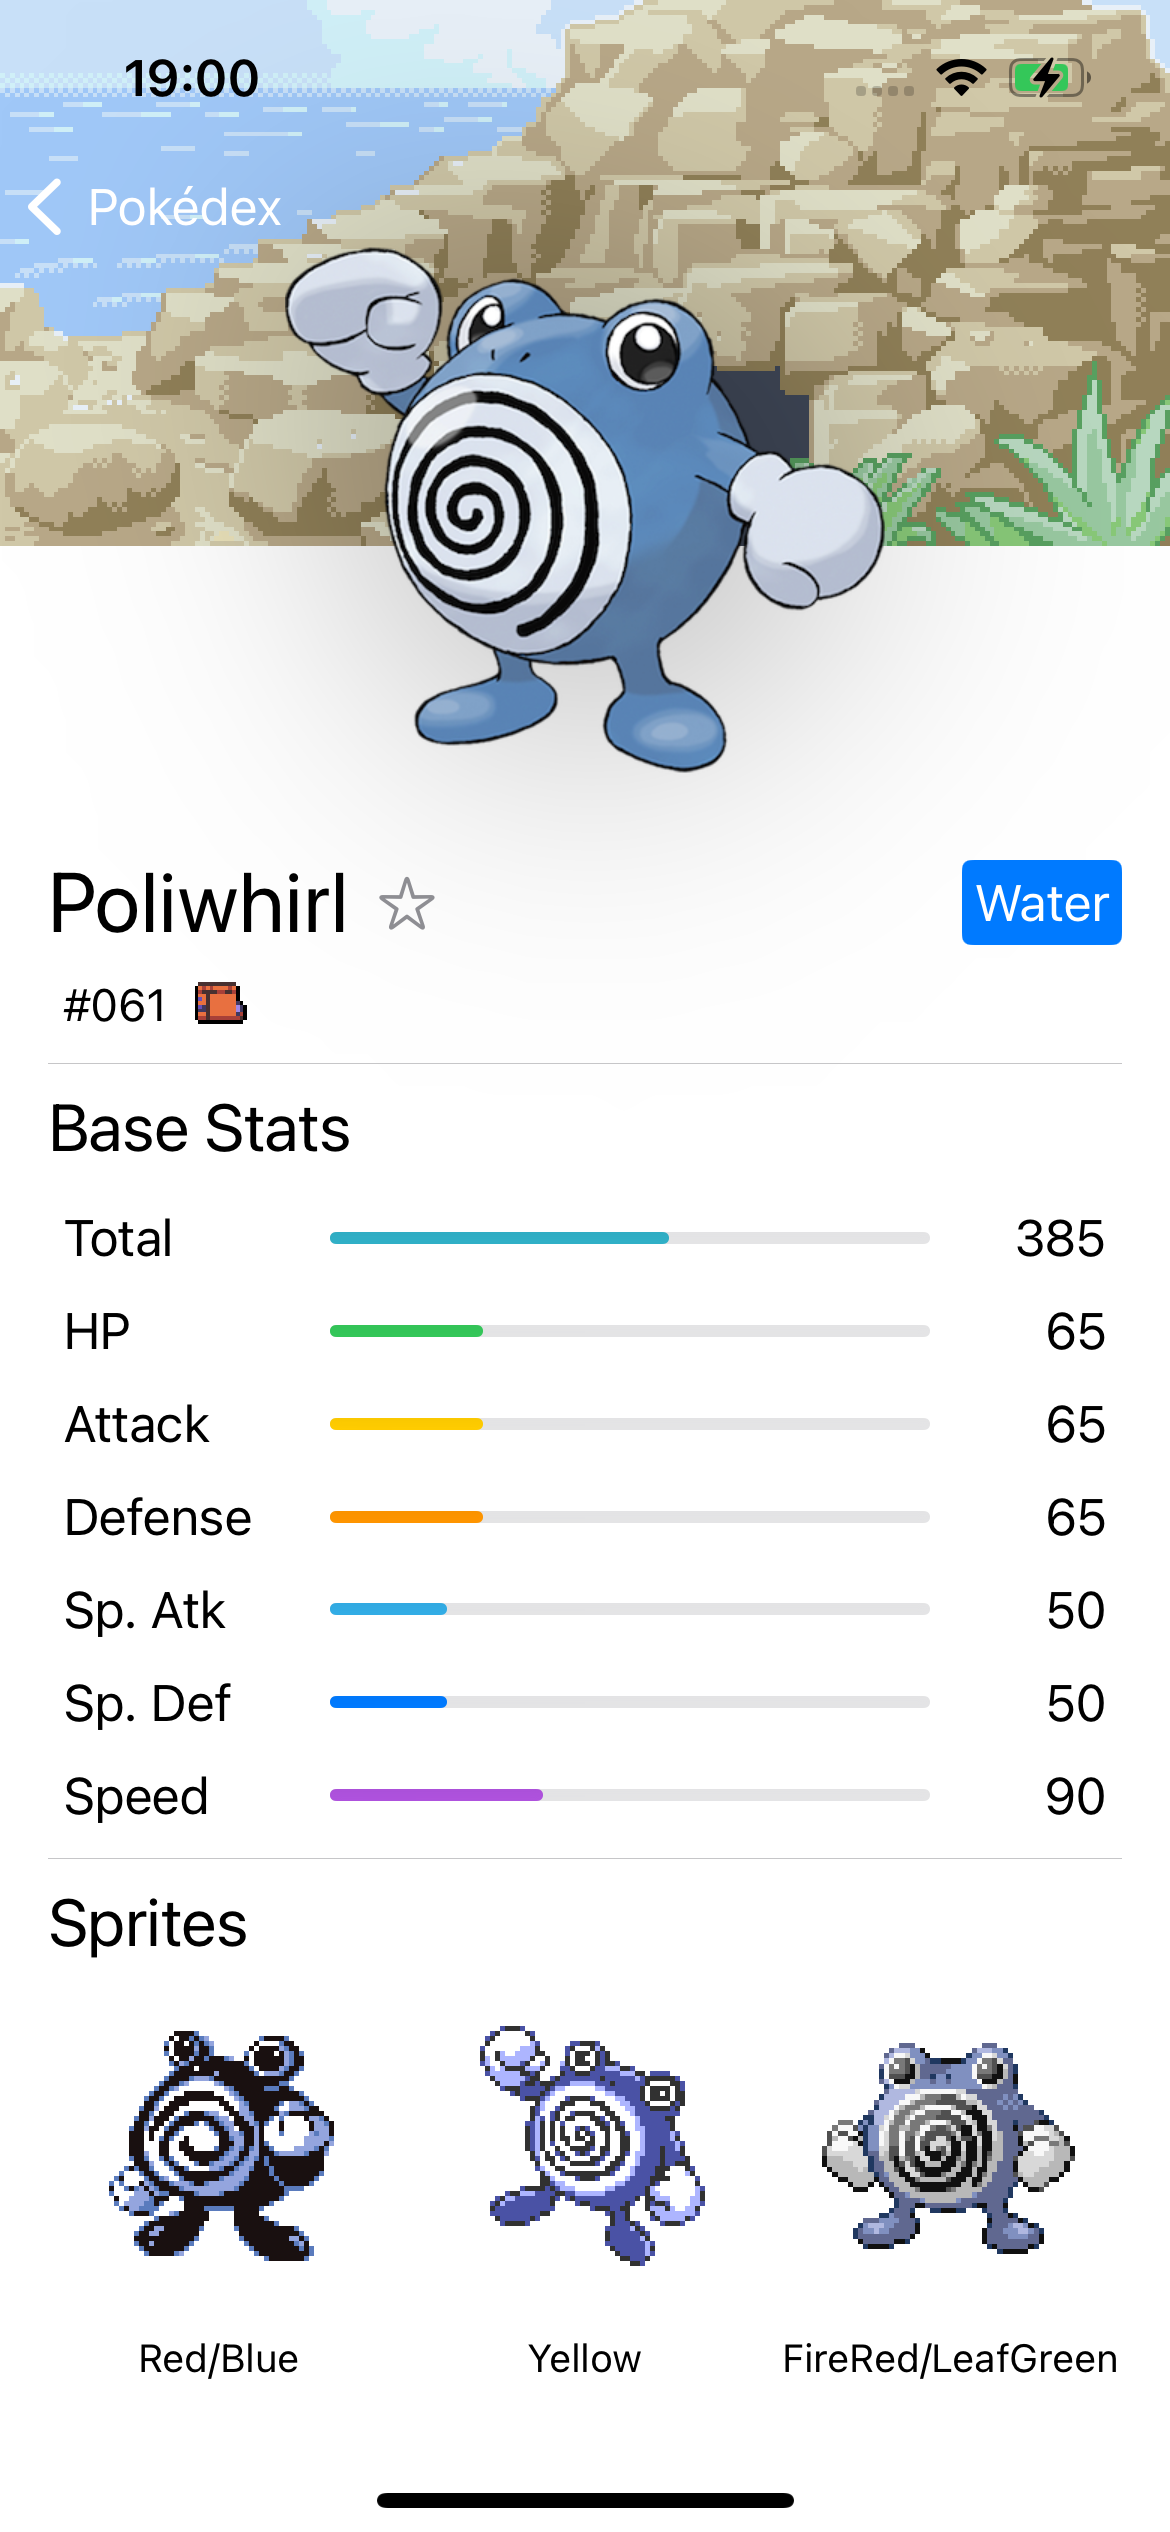 19:00
Pokédex
Poliwhirl
Water
#061
Base Stats
Total 385
HP 65
Attack 65
Defense 65
Sp. Atk 50
Sp. Def 50
Speed 90
Sprites
Red/Blue Yellow FireRed/LeafGreen